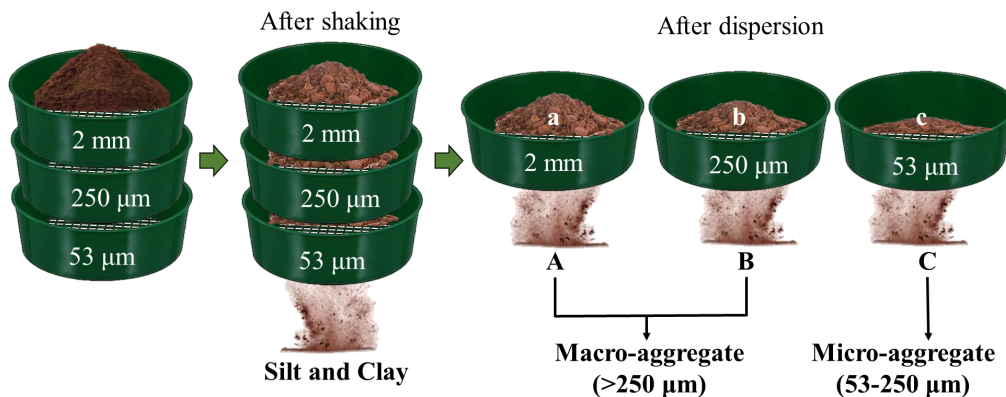 After shaking
After dispersion
2 mm
250 μm
53 μm
2 mm
250 μm
53 μm
Silt and Clay
a
2 mm
b
250 μm
c
53 μm
A
B
C
Macro-aggregate
(>250 μm)
Micro-aggregate
(53-250 μm)